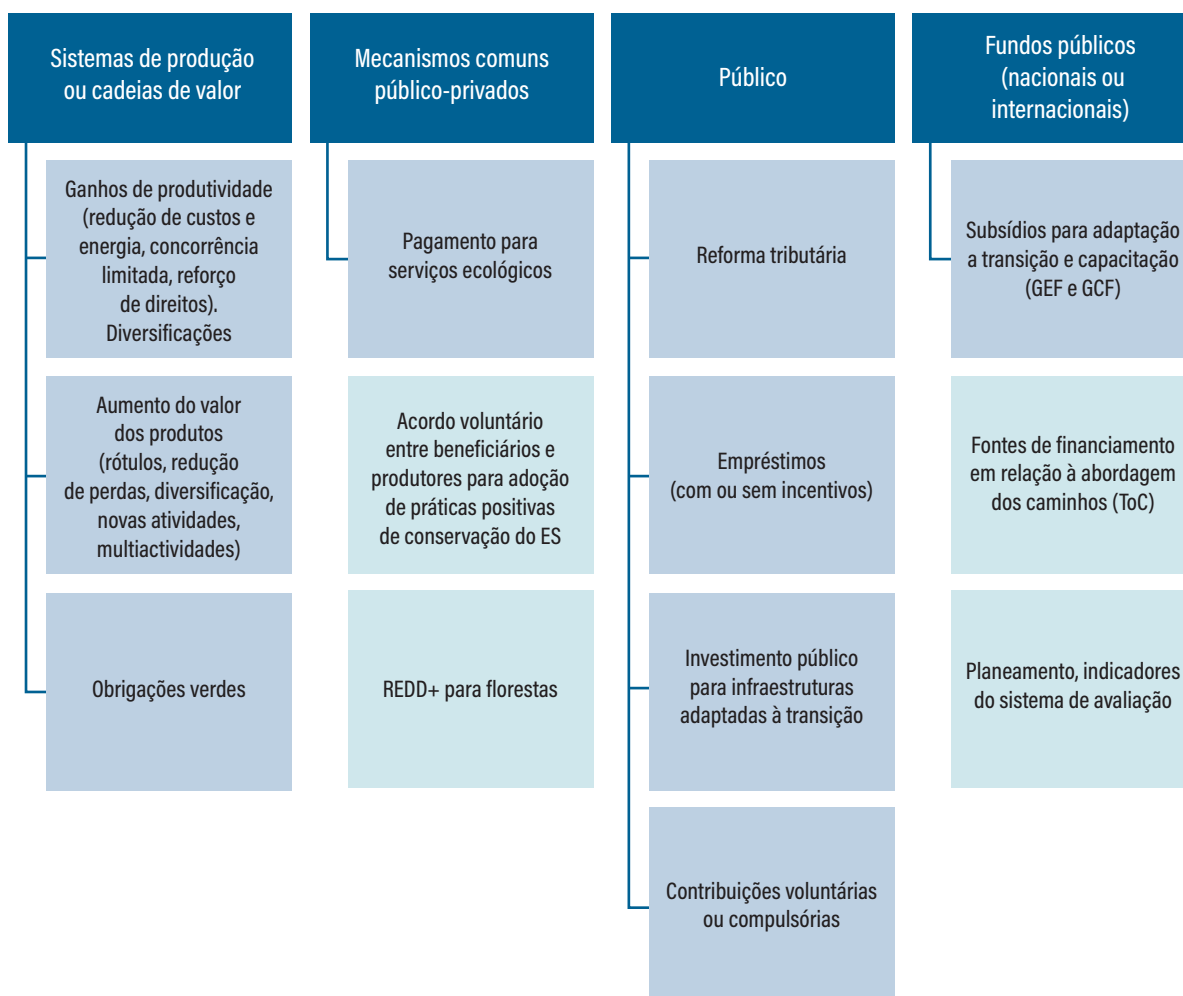 Sistemas de produção
ou cadeias de valor
Ganhos de produtividade
(redução de custos e
energia, concorrência
limitada, reforço
de direitos).
Diversificações
Aumento do valor
dos produtos
(rótulos, redução
de perdas, diversificação,
novas atividades,
multiactividades)
Obrigações verdes
Mecanismos comuns
público-privados
Pagamento para
serviços ecológicos
Acordo voluntário
entre beneficiários e
produtores para adoção
de práticas positivas
de conservação do ES
REDD+ para florestas
Público
Reforma tributária
Empréstimos
(com ou sem incentivos)
Investimento público
para infraestruturas
adaptadas à transição
Contribuições voluntárias
ou compulsórias
Fundos públicos
(nacionais ou
internacionais)
Subsídios para adaptação
a transição e capacitação
(GEF e GCF)
Fontes de financiamento
em relação à abordagem
dos caminhos (ToC)
Planeamento, indicadores
do sistema de avaliação